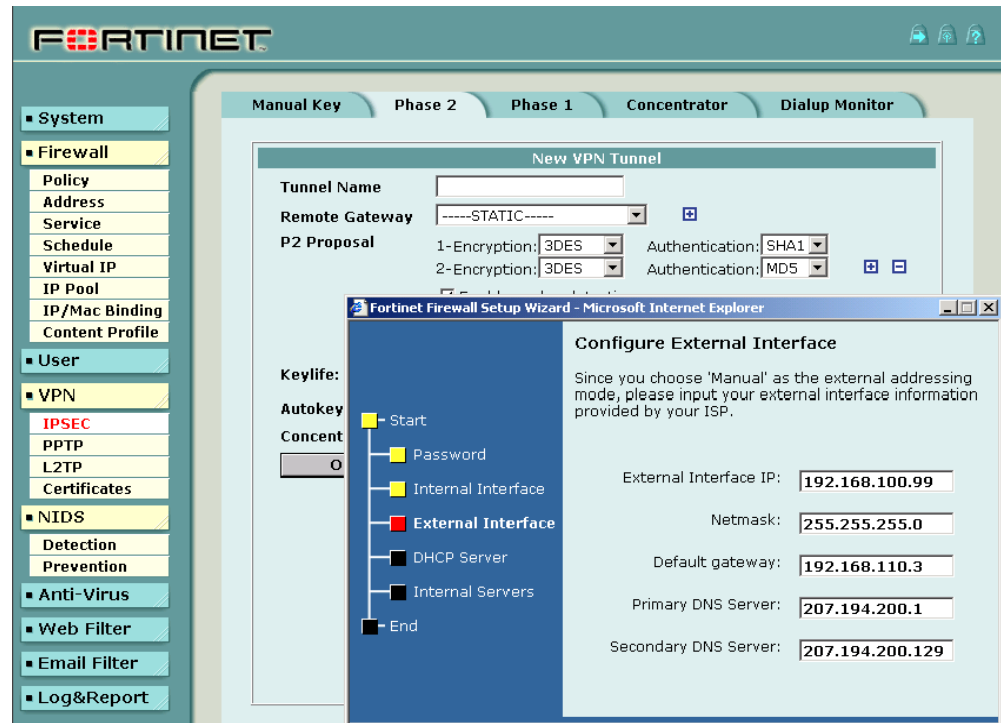 FORTINET
Manual Key Phase 2 Phase 1 Concentrator Dialup Monitor
System
Firewall
Policy
Address
Service
Schedule
Virtual IP
IP Pool
IP/Mac Binding
Content Profile
User
VPN
IPSEC
PPTP
L2TP
Certificates
NIDS
Detection
Prevention
Anti-Virus
Web Filter
Email Filter
Log&Report
New VPN Tunnel
Tunnel Name
Remote Gateway -----STATIC-----
P2 Proposal 1-Encryption: 3DES Authentication: SHA1
2-Encryption: 3DES Authentication: MD5
Keylife:
Autokey
Concent
O
Fortinet Firewall Setup Wizard - Microsoft Internet Explorer
Start
Password
Internal Interface
External Interface
DHCP Server
Internal Servers
End
Configure External Interface
Since you choose 'Manual' as the external addressing
mode, please input your external interface information
provided by your ISP.
External Interface IP: 192.168.100.99
Netmask: 255.255.255.0
Default gateway: 192.168.110.3
Primary DNS Server: 207.194.200.1
Secondary DNS Server: 207.194.200.129